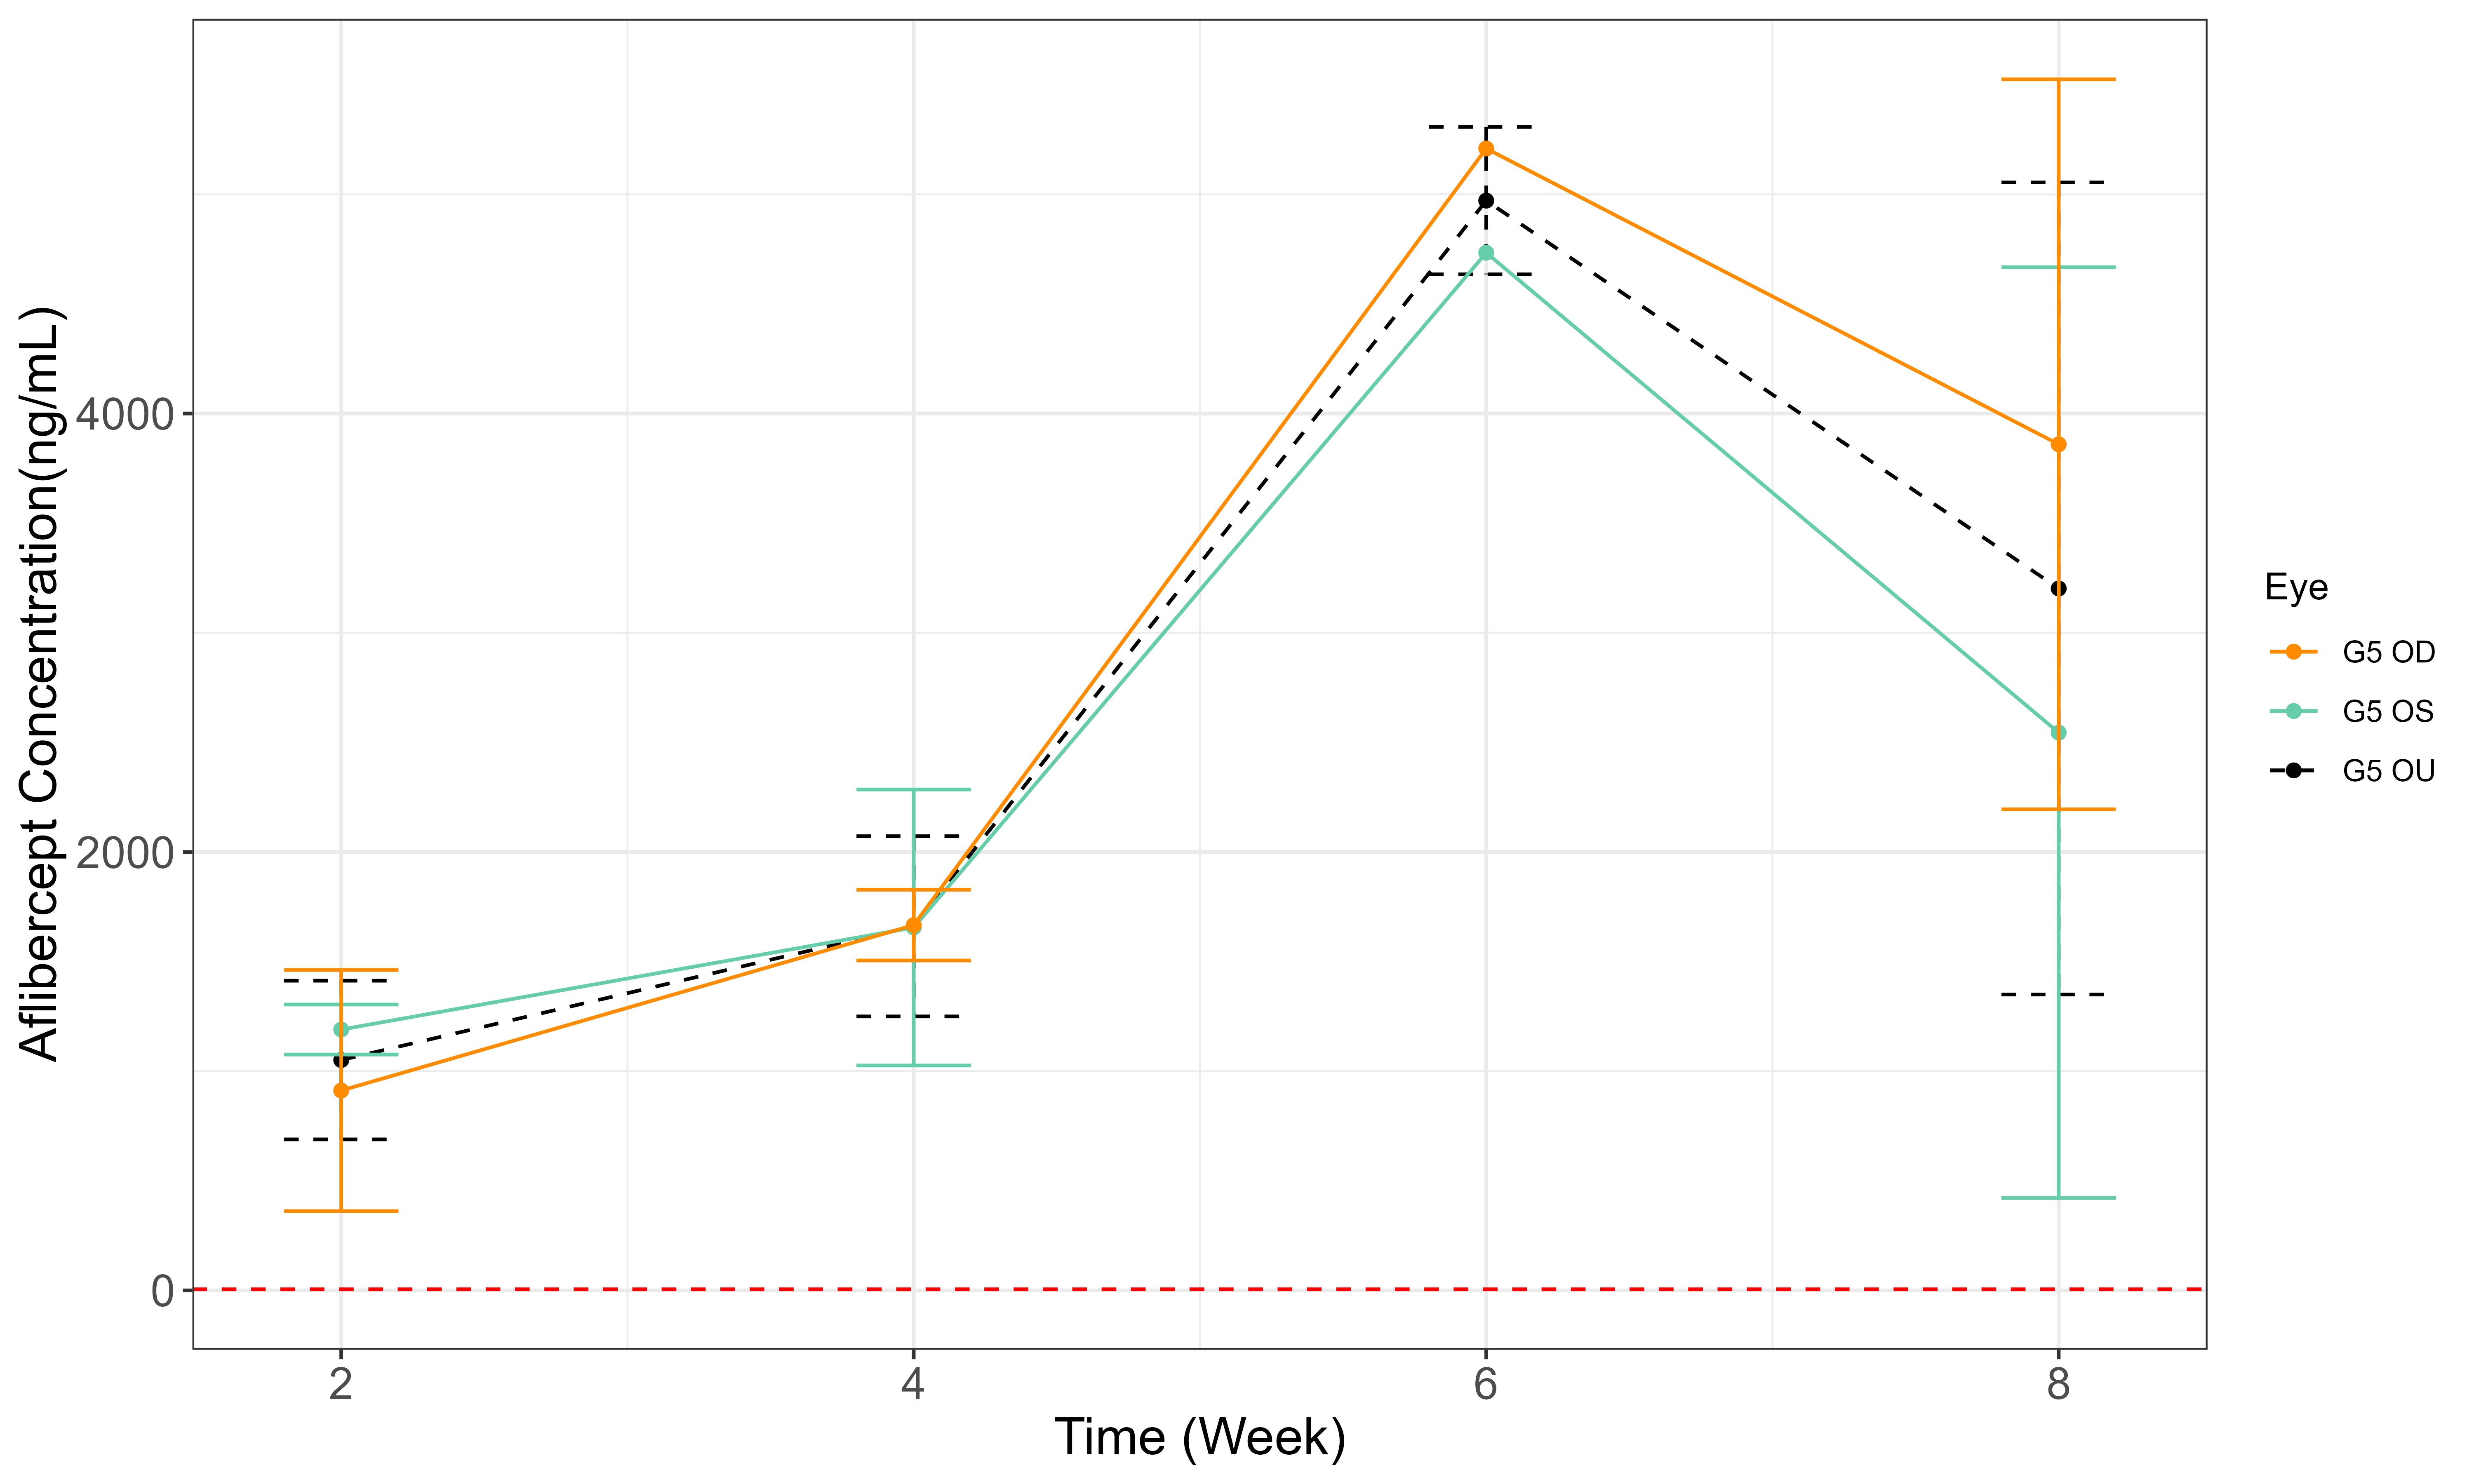 Aflibercept Concentration(ng/mL)
4000
2000
0
2
4
6
8
Time (Week)
Eye
G5 OD
G5 OS
G5 OU